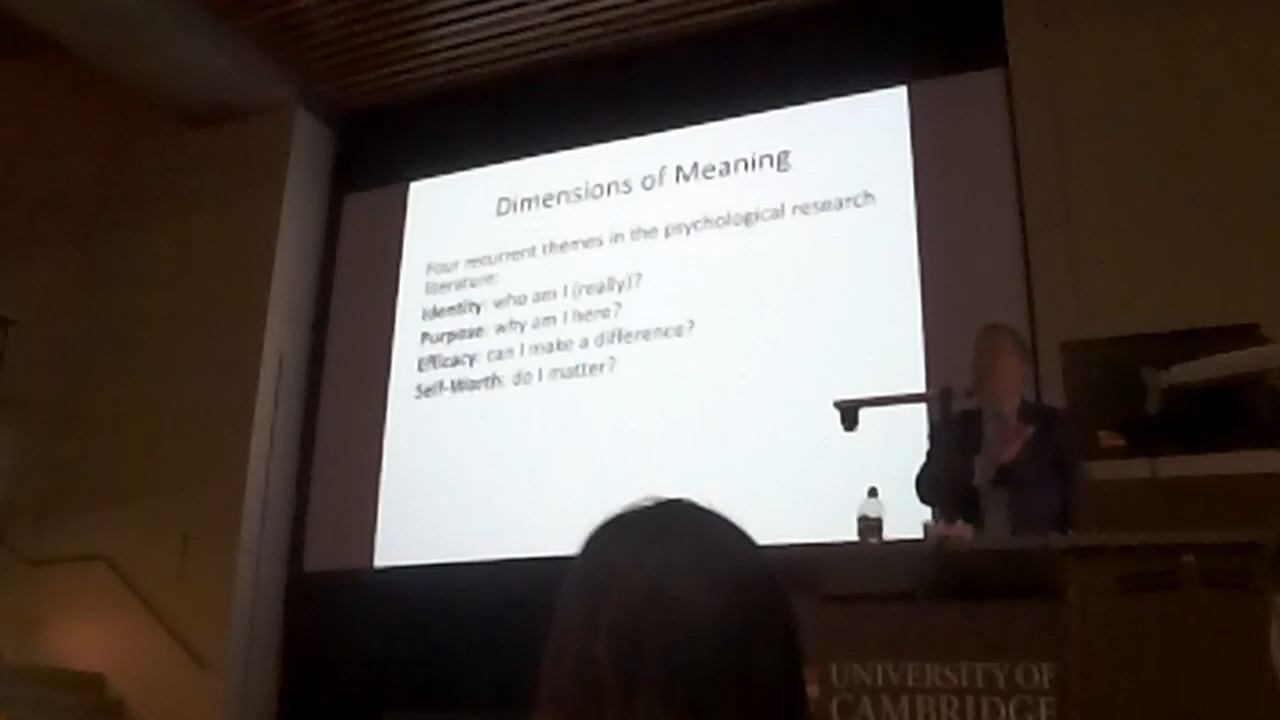 Dimensions of Meaning
Four recurrent themes in the psychological research
literature:
Identity: who am I (really)?
Purpose: why am I here?
Efficacy: can I make a difference?
Self-Worth: do I matter?
UNIVERSITY OF
CAMBRIDGE